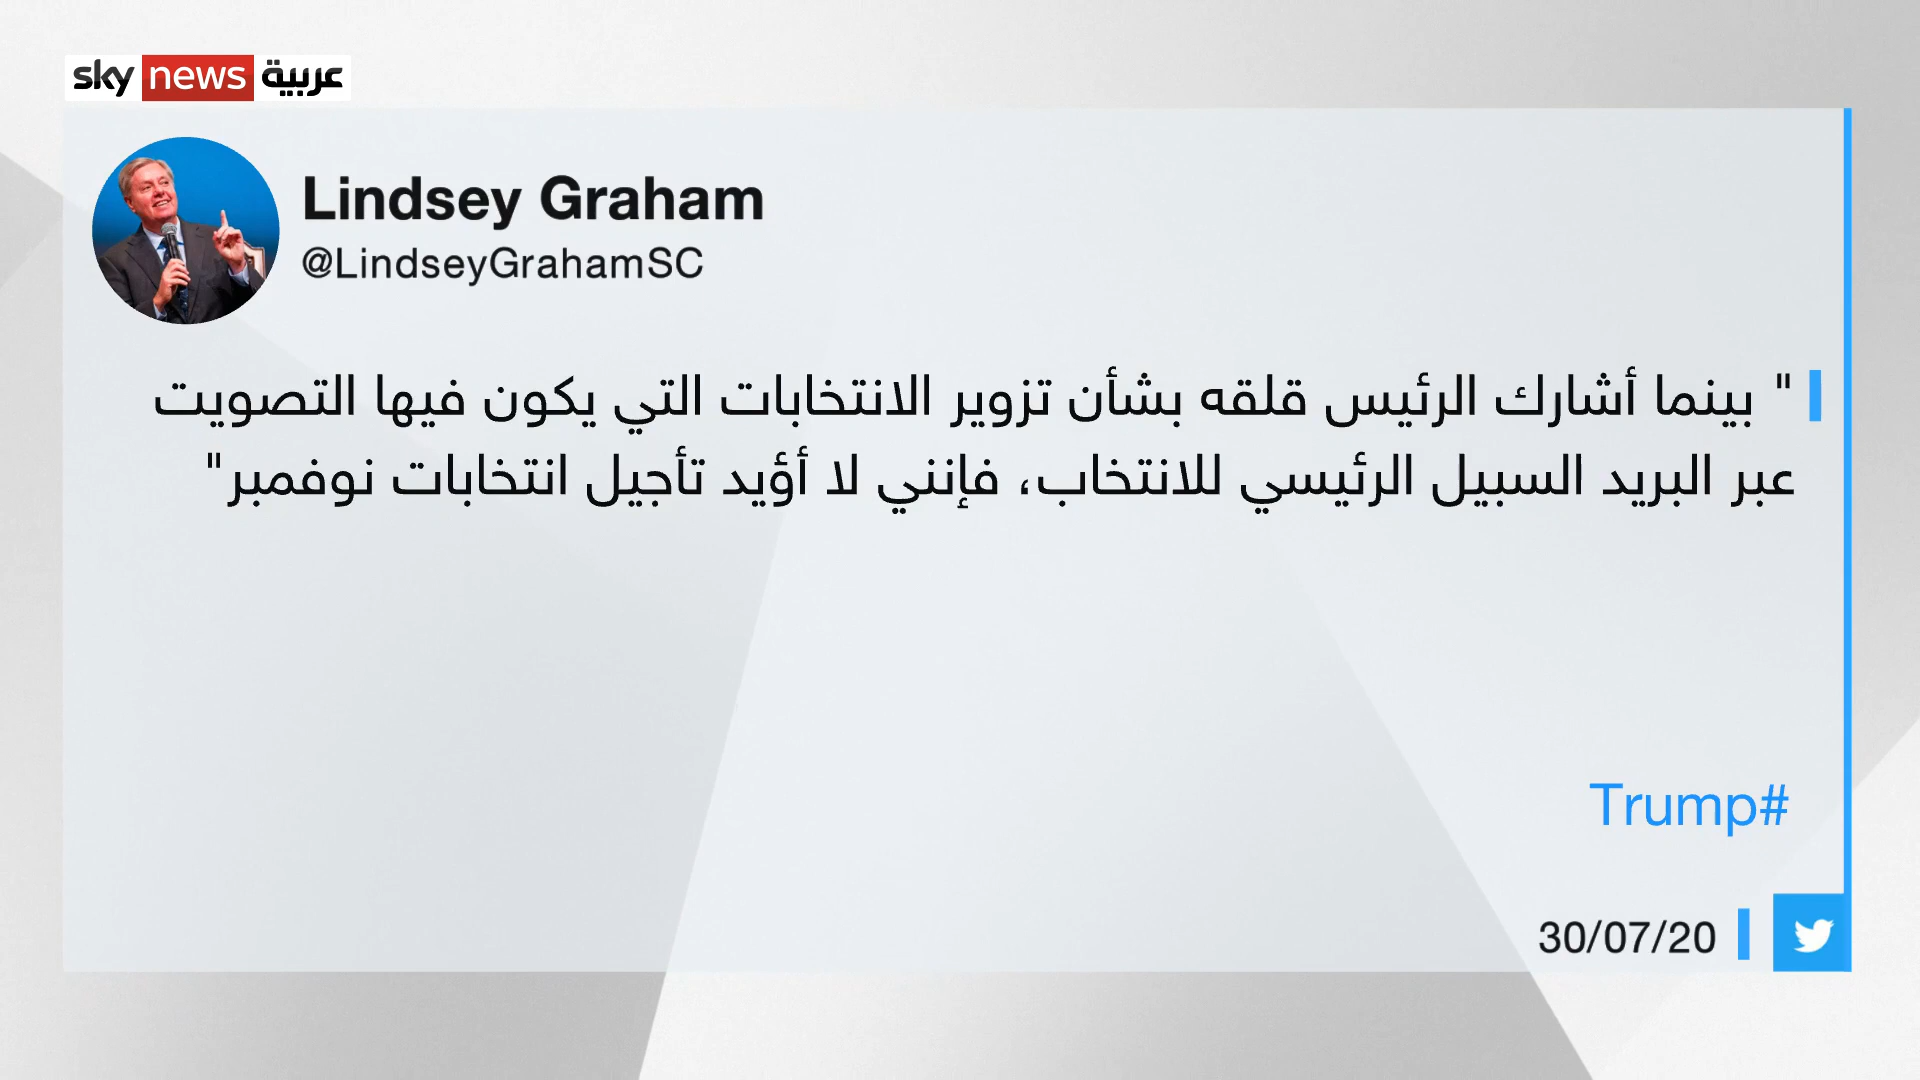 sky news عربية
Lindsey Graham
@LindseyGrahamSC
" بينما أشارك الرئيس قلقه بشأن تزوير الانتخابات التي يكون فيها التصويت
عبر البريد السبيل الرئيسي للانتخاب، فإنني لا أؤيد تأجيل انتخابات نوفمبر"
#Trump
30/07/20